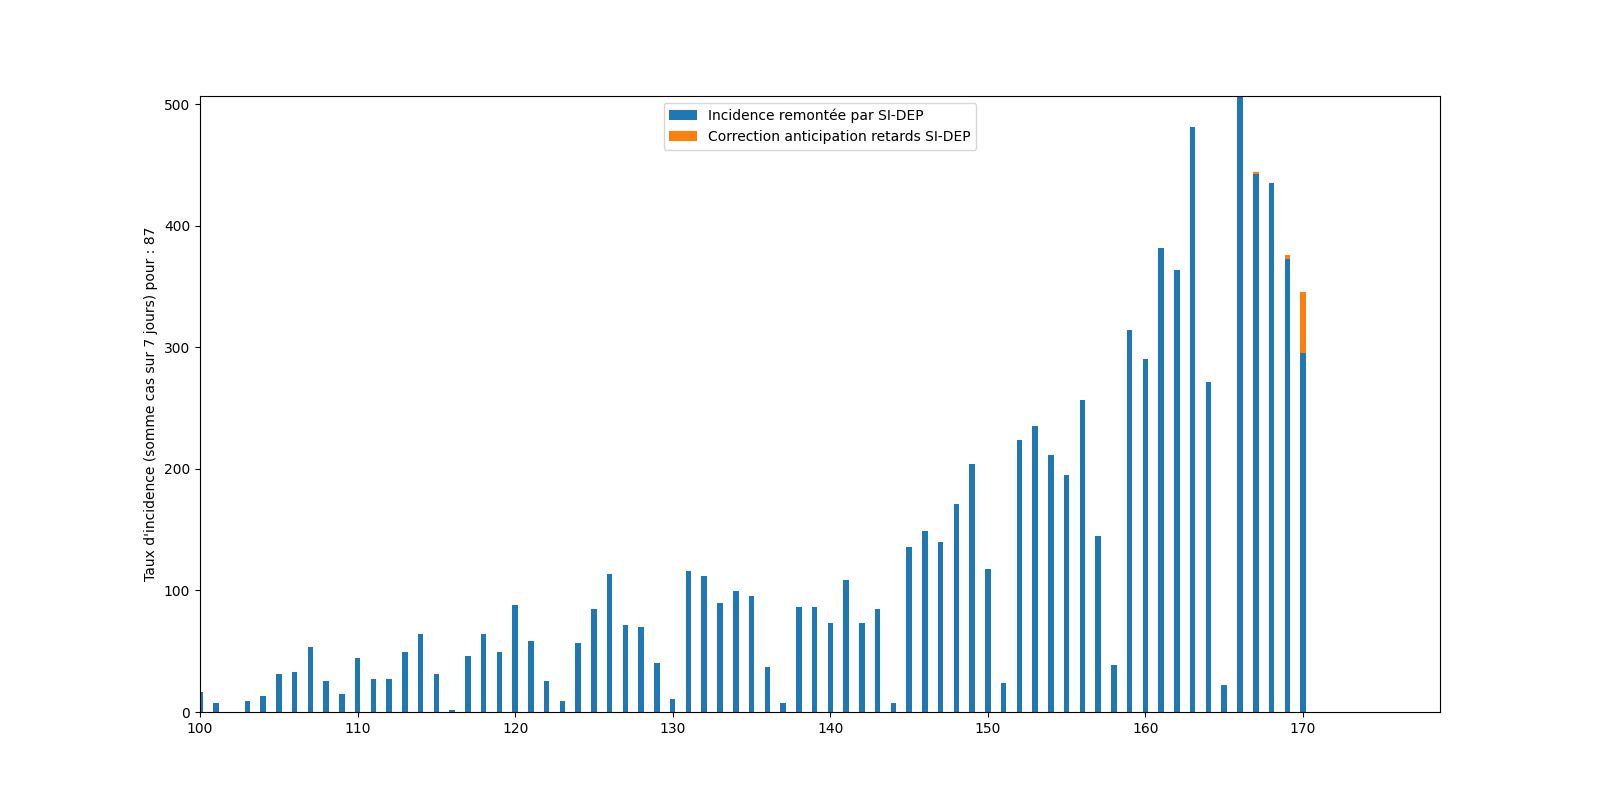 Incidence remontée par SI-DEP
Correction anticipation retards SI-DEP
Taux d'incidence (somme cas sur 7 jours) pour : 87
500
400
300
200
100
0
100 110 120 130 140 150 160 170